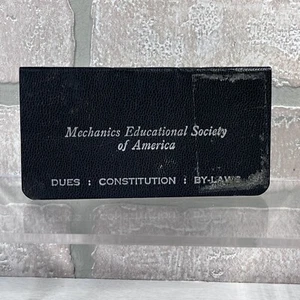 Mechanics Educational Society
of America
DUES : CONSTITUTION : BY-LAWS